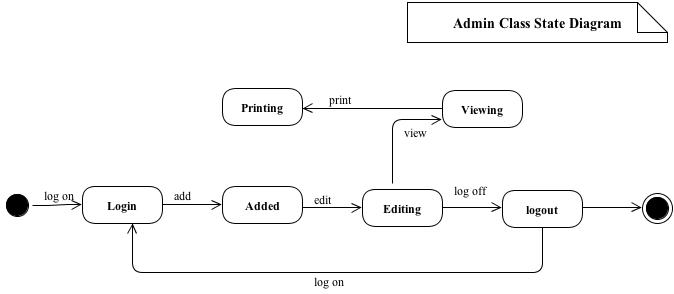 Admin Class State Diagram
Printing
print
Viewing
view
log on
Login
add
Added
edit
Editing
log off
logout
log on